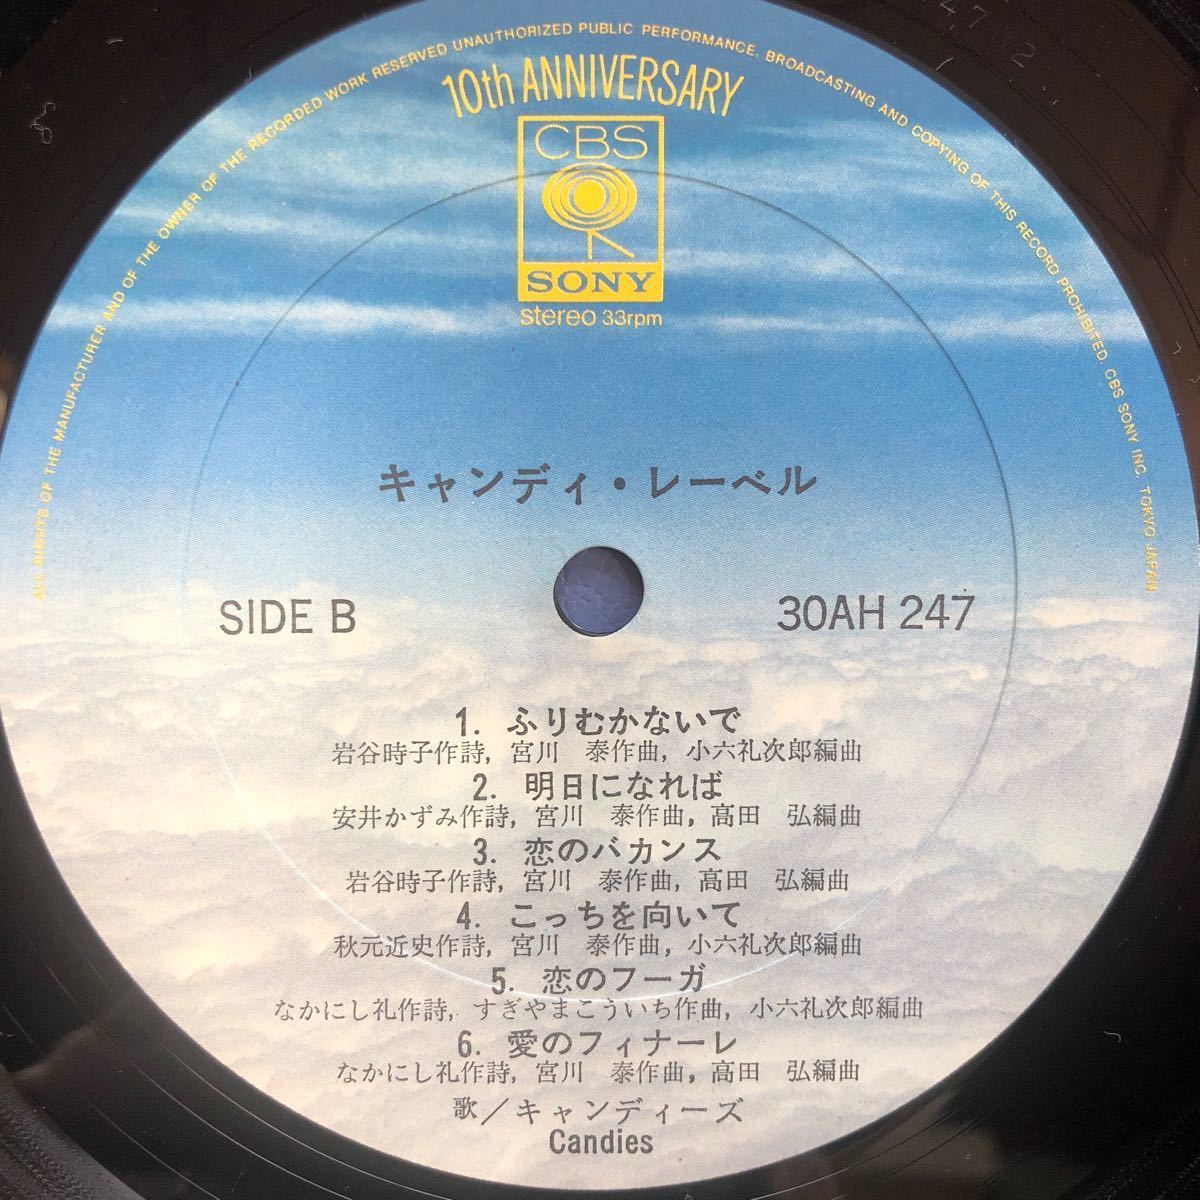 ALL RIGHTS OF THE MANUFACTURER AND OF THE OWNER OF THE RECORDED WORK RESERVED UNAUTHORIZED PUBLIC PERFORMANCE. BROADCASTING AND COPYING OF THIS RECORD PROHIBITED. CBS SONY INC. TOKYO JAPAN
10th ANNIVERSARY
CBS
SONY
stereo 33rpm
キャンディ・レーベル
SIDE B
30AH 247
1. ふりむかないで
岩谷時子作詩, 宮川 泰作曲, 小六礼次郎編曲
2. 明日になれば
安井かずみ作詩, 宮川 泰作曲, 高田 弘編曲
3. 恋のバカンス
岩谷時子作詩, 宮川 泰作曲, 高田 弘編曲
4. こっちを向いて
秋元近史作詩, 宮川 泰作曲, 小六礼次郎編曲
5. 恋のフーガ
なかにし礼作詩, すぎやまこういち作曲, 小六礼次郎編曲
6. 愛のフィナーレ
なかにし礼作詩, 宮川 泰作曲, 高田 弘編曲
歌／キャンディーズ
Candies